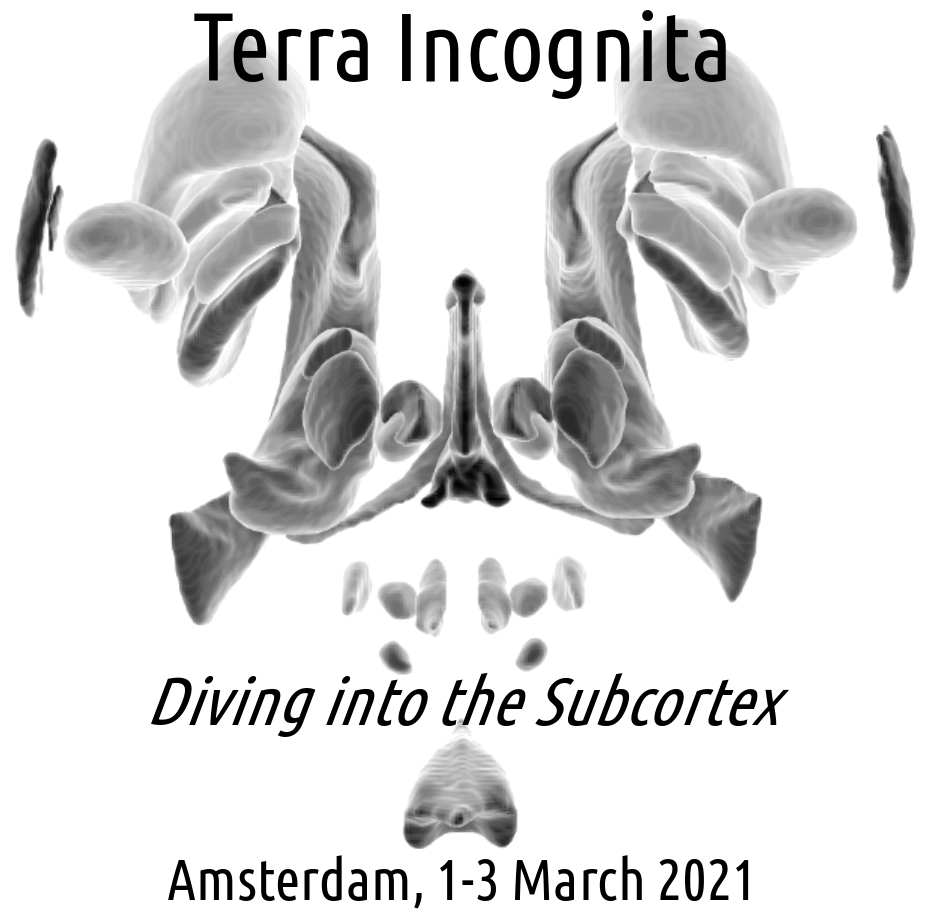 Terra Incognita
Diving into the Subcortex
Amsterdam, 1-3 March 2021